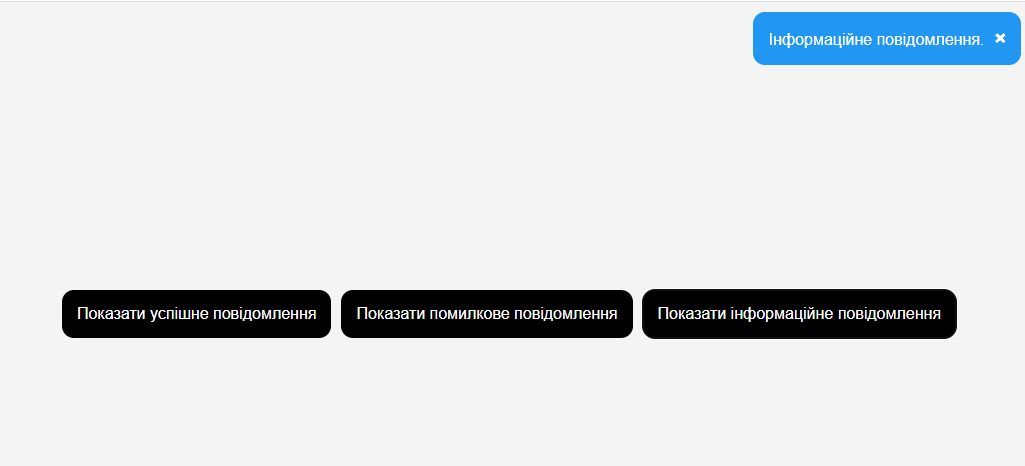 Інформаційне повідомлення. ✖
Показати успішне повідомлення
Показати помилкове повідомлення
Показати інформаційне повідомлення